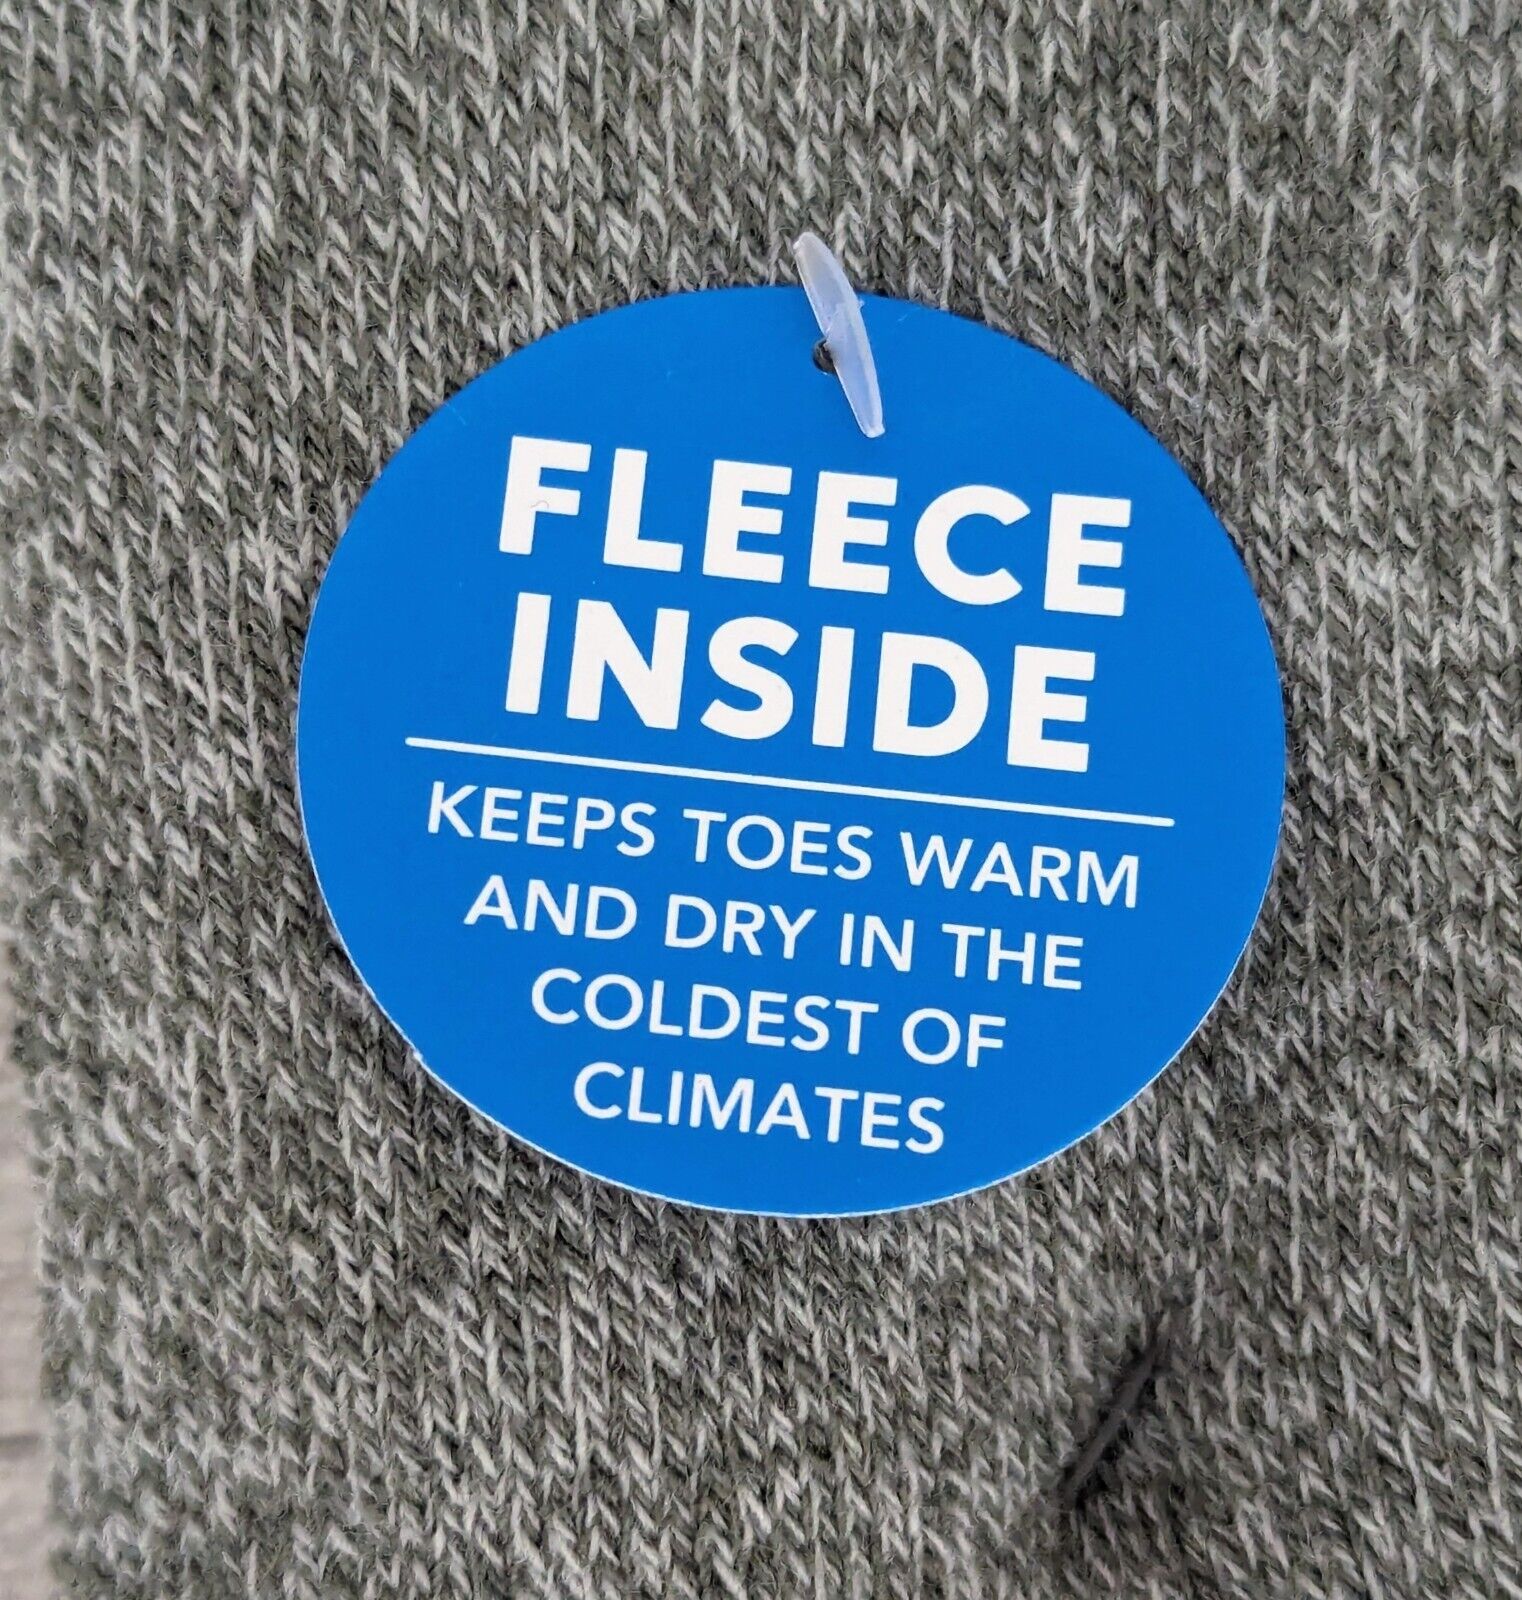 FLEECE
INSIDE
KEEPS TOES WARM
AND DRY IN THE
COLDEST OF
CLIMATES